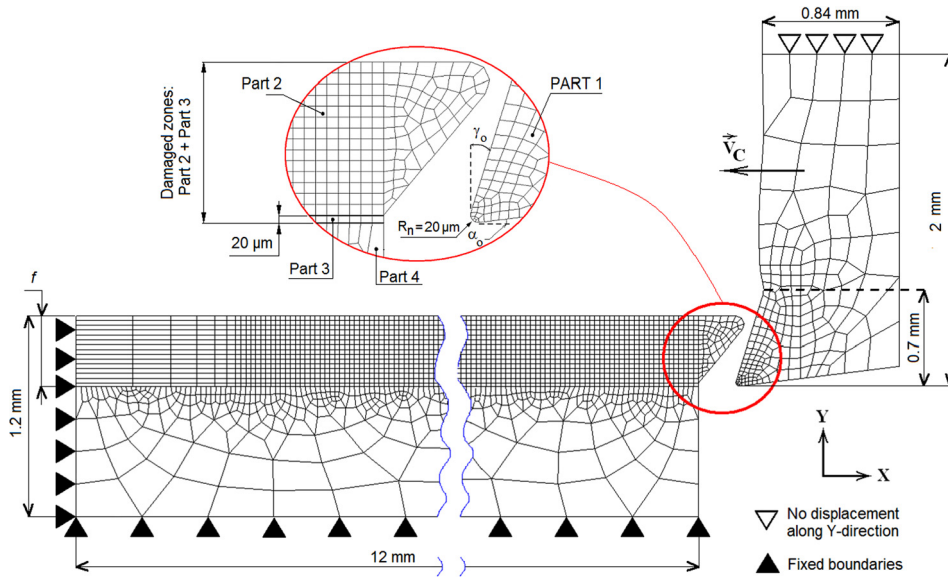 0.84 mm
Part 2
PART 1
Damaged zones:
Part 2 + Part 3
γo
V⃗C
2 mm
20 µm
Rn = 20 µm
αo
Part 3
Part 4
f
0.7 mm
1.2 mm
Y
X
No displacement
along Y-direction
12 mm
Fixed boundaries